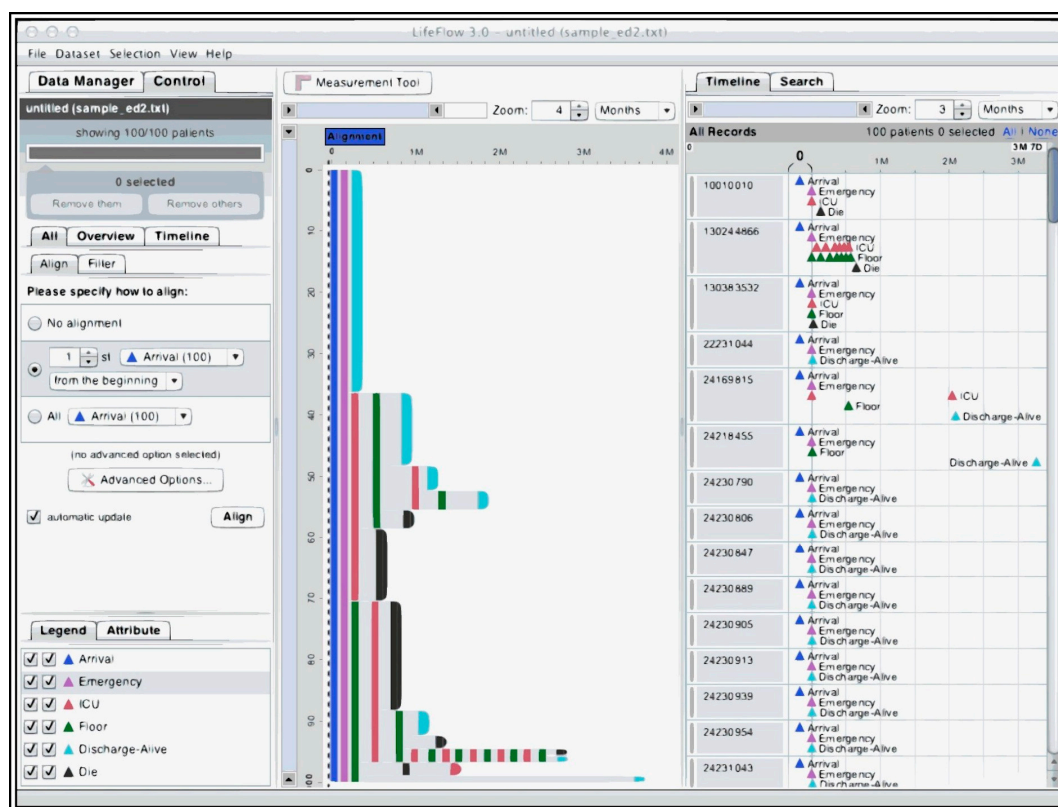 LifeFlow 3.0 - untitled (sample_ed2.txt)
File Dataset Selection View Help
Data Manager Control
untitled (sample_ed2.txt)
showing 100/100 patients
0 selected
Remove them Remove others
All Overview Timeline
Align Filter
Please specify how to align:
No alignment
1 st Arrival (100)
from the beginning
All Arrival (100)
(no advanced option selected)
Advanced Options...
automatic update Align
Legend Attribute
Arrival
Emergency
ICU
Floor
Discharge-Alive
Die
Measurement Tool
Zoom: 4 Months
Alignment
0 1M 2M 3M 4M
0
10
20
30
40
50
60
70
80
90
100
Timeline Search
Zoom: 3 Months
All Records 100 patients 0 selected All | None
0 3M 7D
0 1M 2M 3M
10010010 Arrival
Emergency
ICU
Die
130244866 Arrival
Emergency
ICU
Floor
Die
130383532 Arrival
Emergency
ICU
Floor
Die
22231044 Arrival
Emergency
Discharge-Alive
24169815 Arrival
Emergency
ICU
Floor
Discharge-Alive
24218455 Arrival
Emergency
Floor
Discharge-Alive
24230790 Arrival
Emergency
Discharge-Alive
24230806 Arrival
Emergency
Discharge-Alive
24230847 Arrival
Emergency
Discharge-Alive
24230889 Arrival
Emergency
Discharge-Alive
24230905 Arrival
Emergency
Discharge-Alive
24230913 Arrival
Emergency
Discharge-Alive
24230939 Arrival
Emergency
Discharge-Alive
24230954 Arrival
Emergency
Discharge-Alive
24231043 Arrival
Emergency